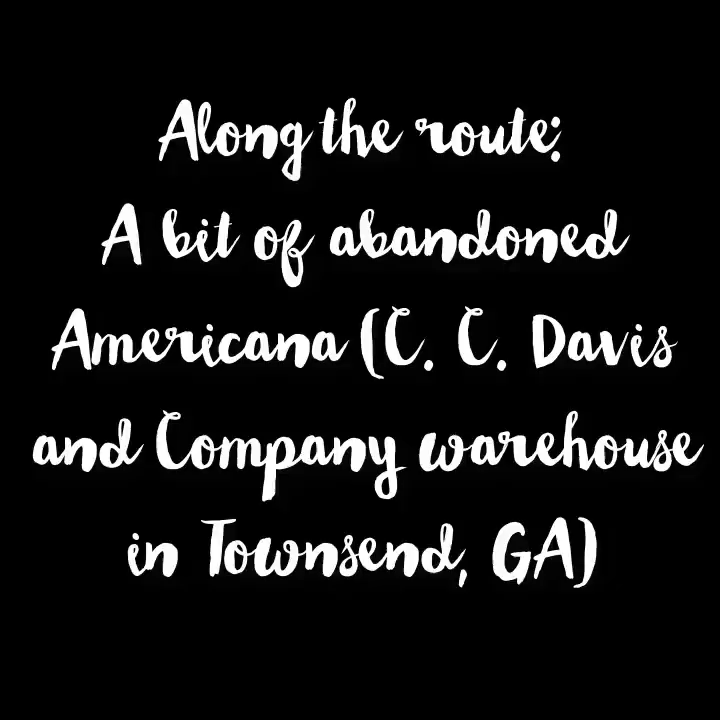 Along the route:
A bit of abandoned
Americana (C. C. Davis
and Company warehouse
in Townsend, GA)